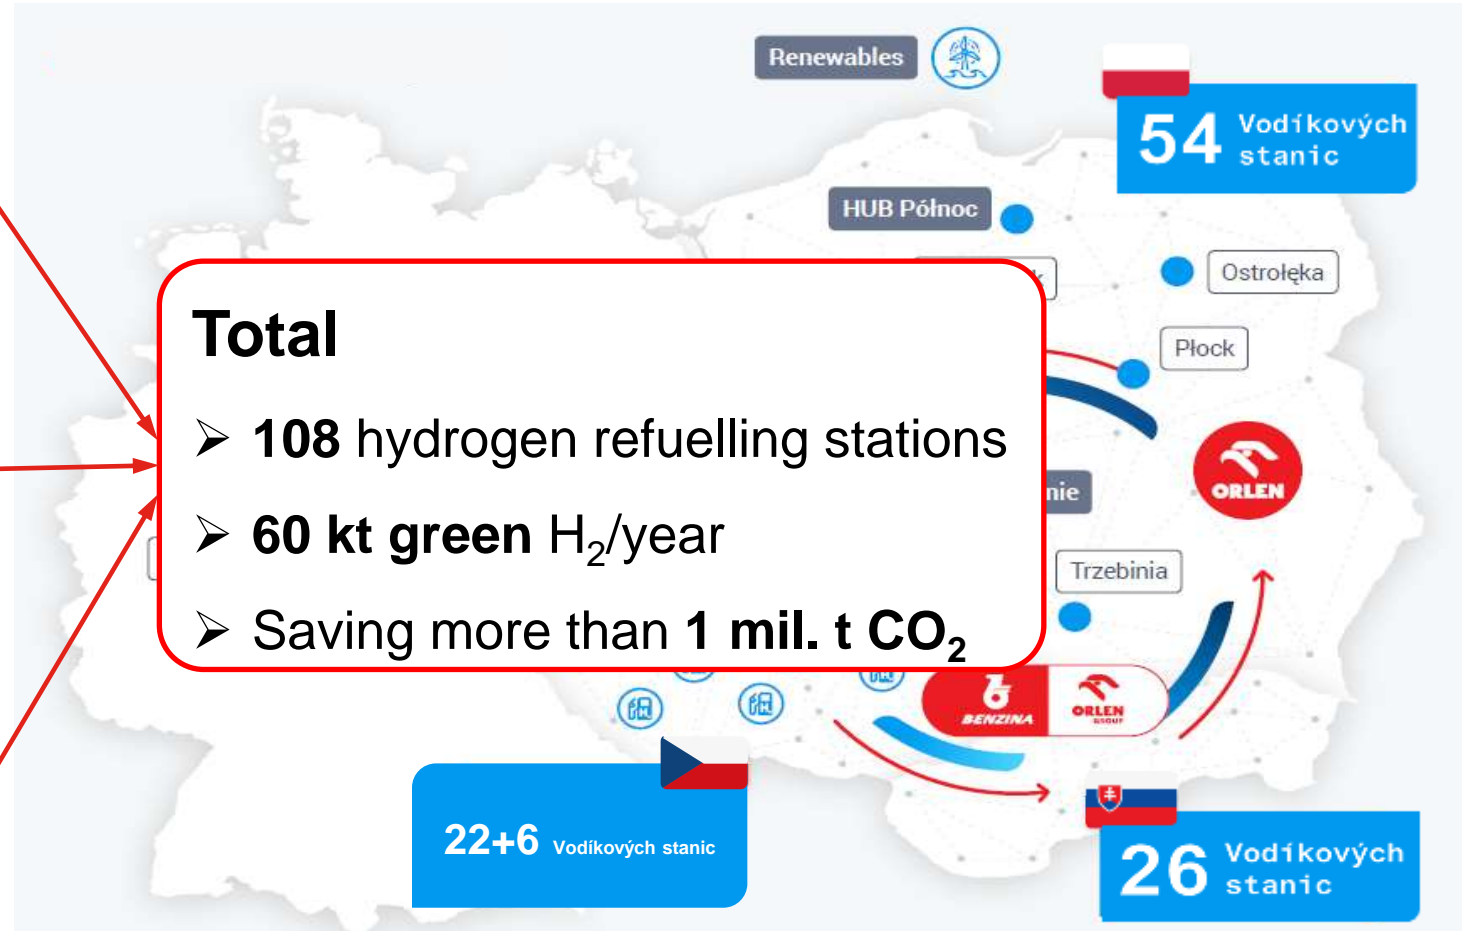 Renewables
54 Vodíkových
stanic
HUB Północ
Ostrołęka
Płock
Total
➢ 108 hydrogen refuelling stations
➢ 60 kt green H₂/year
➢ Saving more than 1 mil. t CO₂
ORLEN
Trzebinia
BENZINA
ORLEN
GROUP
22+6 Vodíkových stanic
26 Vodíkových
stanic